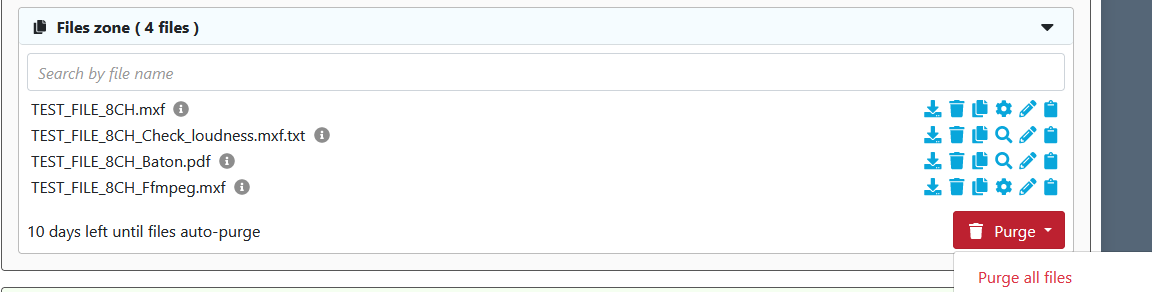 Files zone ( 4 files )
Search by file name
TEST_FILE_8CH.mxf
TEST_FILE_8CH_Check_loudness.mxf.txt
TEST_FILE_8CH_Baton.pdf
TEST_FILE_8CH_Ffmpeg.mxf
10 days left until files auto-purge
Purge
Purge all files